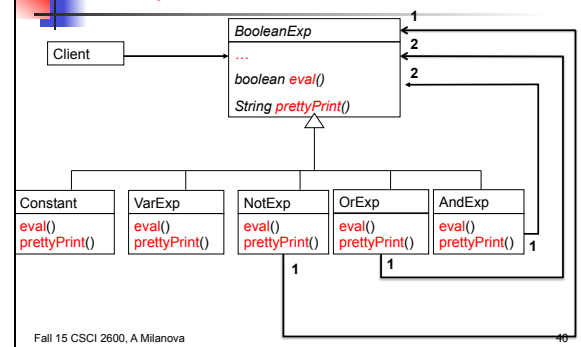 1
BooleanExp
Client
2
…
boolean eval()
2
String prettyPrint()
Constant
VarExp
NotExp
OrExp
AndExp
eval()
eval()
eval()
eval()
eval()
prettyPrint()
prettyPrint()
prettyPrint()
prettyPrint()
prettyPrint()
1
1
1
Fall 15 CSCI 2600, A Milanova
40